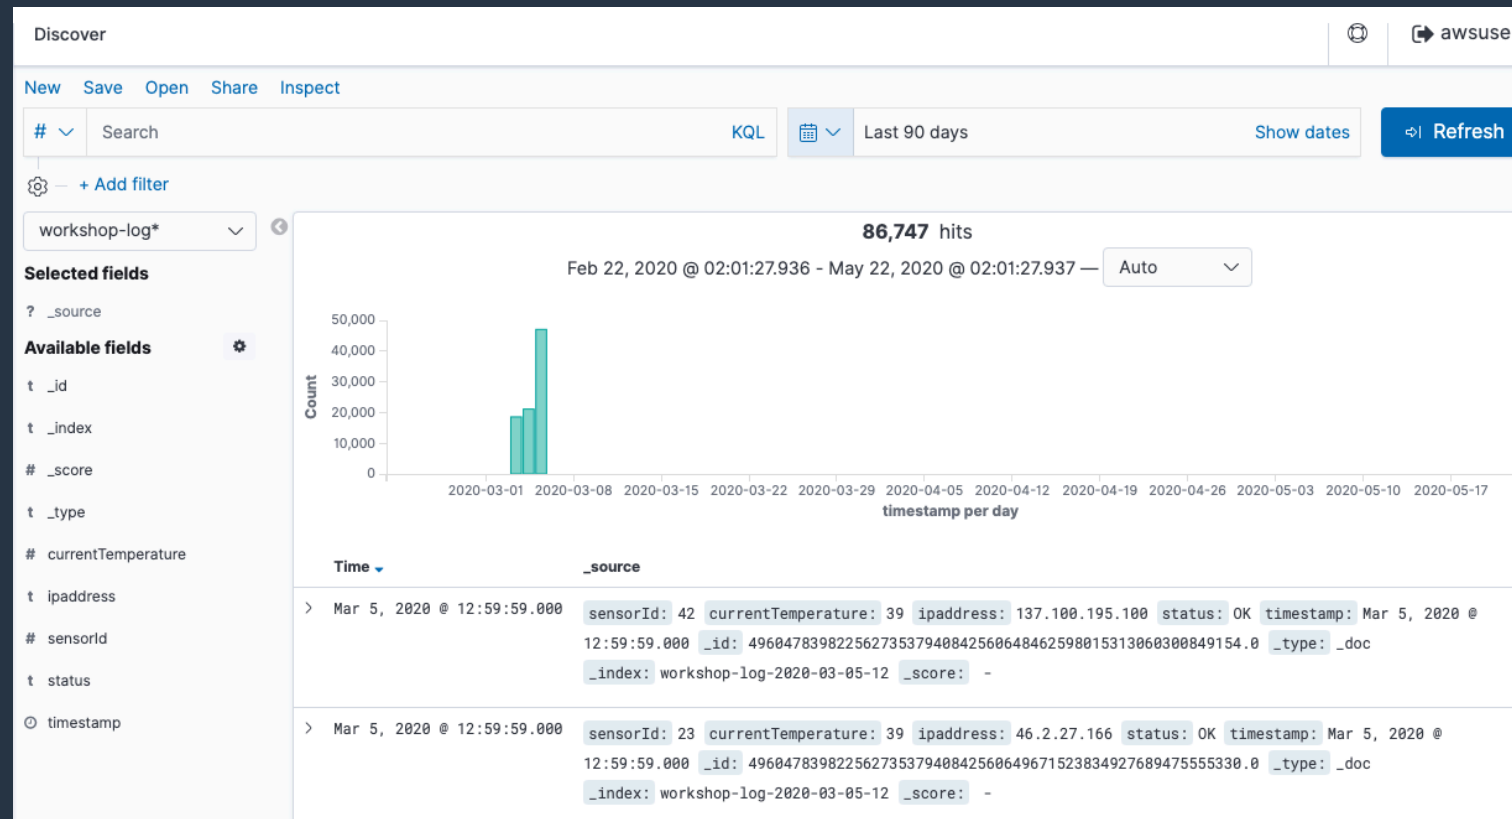 Discover
awsuse
New Save Open Share Inspect
# Search KQL Last 90 days Show dates Refresh
+ Add filter
workshop-log*
86,747 hits
Feb 22, 2020 @ 02:01:27.936 - May 22, 2020 @ 02:01:27.937 — Auto
Selected fields
? _source
Available fields
t _id
t _index
# _score
t _type
# currentTemperature
t ipaddress
# sensorId
t status
timestamp
Count
50,000
40,000
30,000
20,000
10,000
0
2020-03-01 2020-03-08 2020-03-15 2020-03-22 2020-03-29 2020-04-05 2020-04-12 2020-04-19 2020-04-26 2020-05-03 2020-05-10 2020-05-17
timestamp per day
Time _source
Mar 5, 2020 @ 12:59:59.000 sensorId: 42 currentTemperature: 39 ipaddress: 137.100.195.100 status: OK timestamp: Mar 5, 2020 @
12:59:59.000 _id: 49604783982256273537940842560648462598015313060300849154.0 _type: _doc
_index: workshop-log-2020-03-05-12 _score: -
Mar 5, 2020 @ 12:59:59.000 sensorId: 23 currentTemperature: 39 ipaddress: 46.2.27.166 status: OK timestamp: Mar 5, 2020 @
12:59:59.000 _id: 49604783982256273537940842560649671523834927689475555330.0 _type: _doc
_index: workshop-log-2020-03-05-12 _score: -